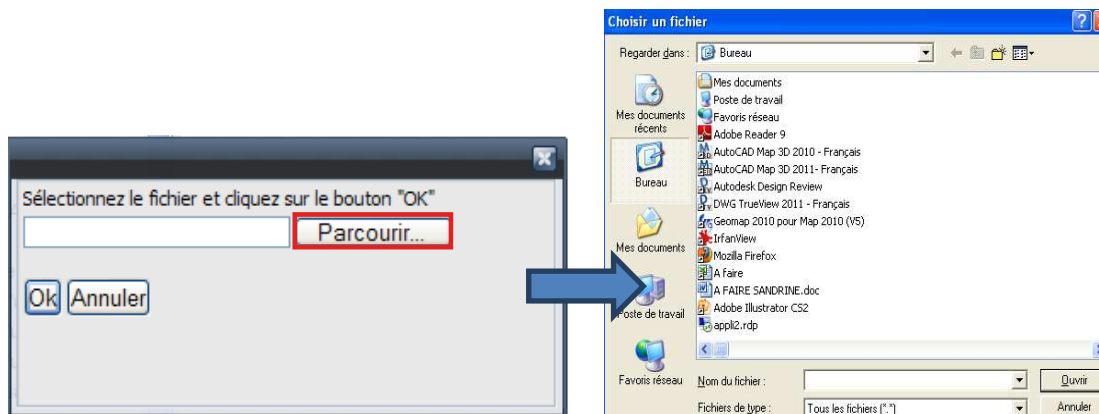 Sélectionnez le fichier et cliquez sur le bouton "OK"
Parcourir...
Ok Annuler
Choisir un fichier
Regarder dans : Bureau
Mes documents récents
Bureau
Mes documents
Poste de travail
Favoris réseau
Mes documents
Poste de travail
Favoris réseau
Adobe Reader 9
AutoCAD Map 3D 2010 - Français
AutoCAD Map 3D 2011- Français
Autodesk Design Review
DWG TrueView 2011 - Français
Geomap 2010 pour Map 2010 (V5)
IrfanView
Mozilla Firefox
A faire
A FAIRE SANDRINE.doc
Adobe Illustrator CS2
appli2.rdp
Nom du fichier : Ouvrir
Fichiers de type : Tous les fichiers (*.*) Annuler